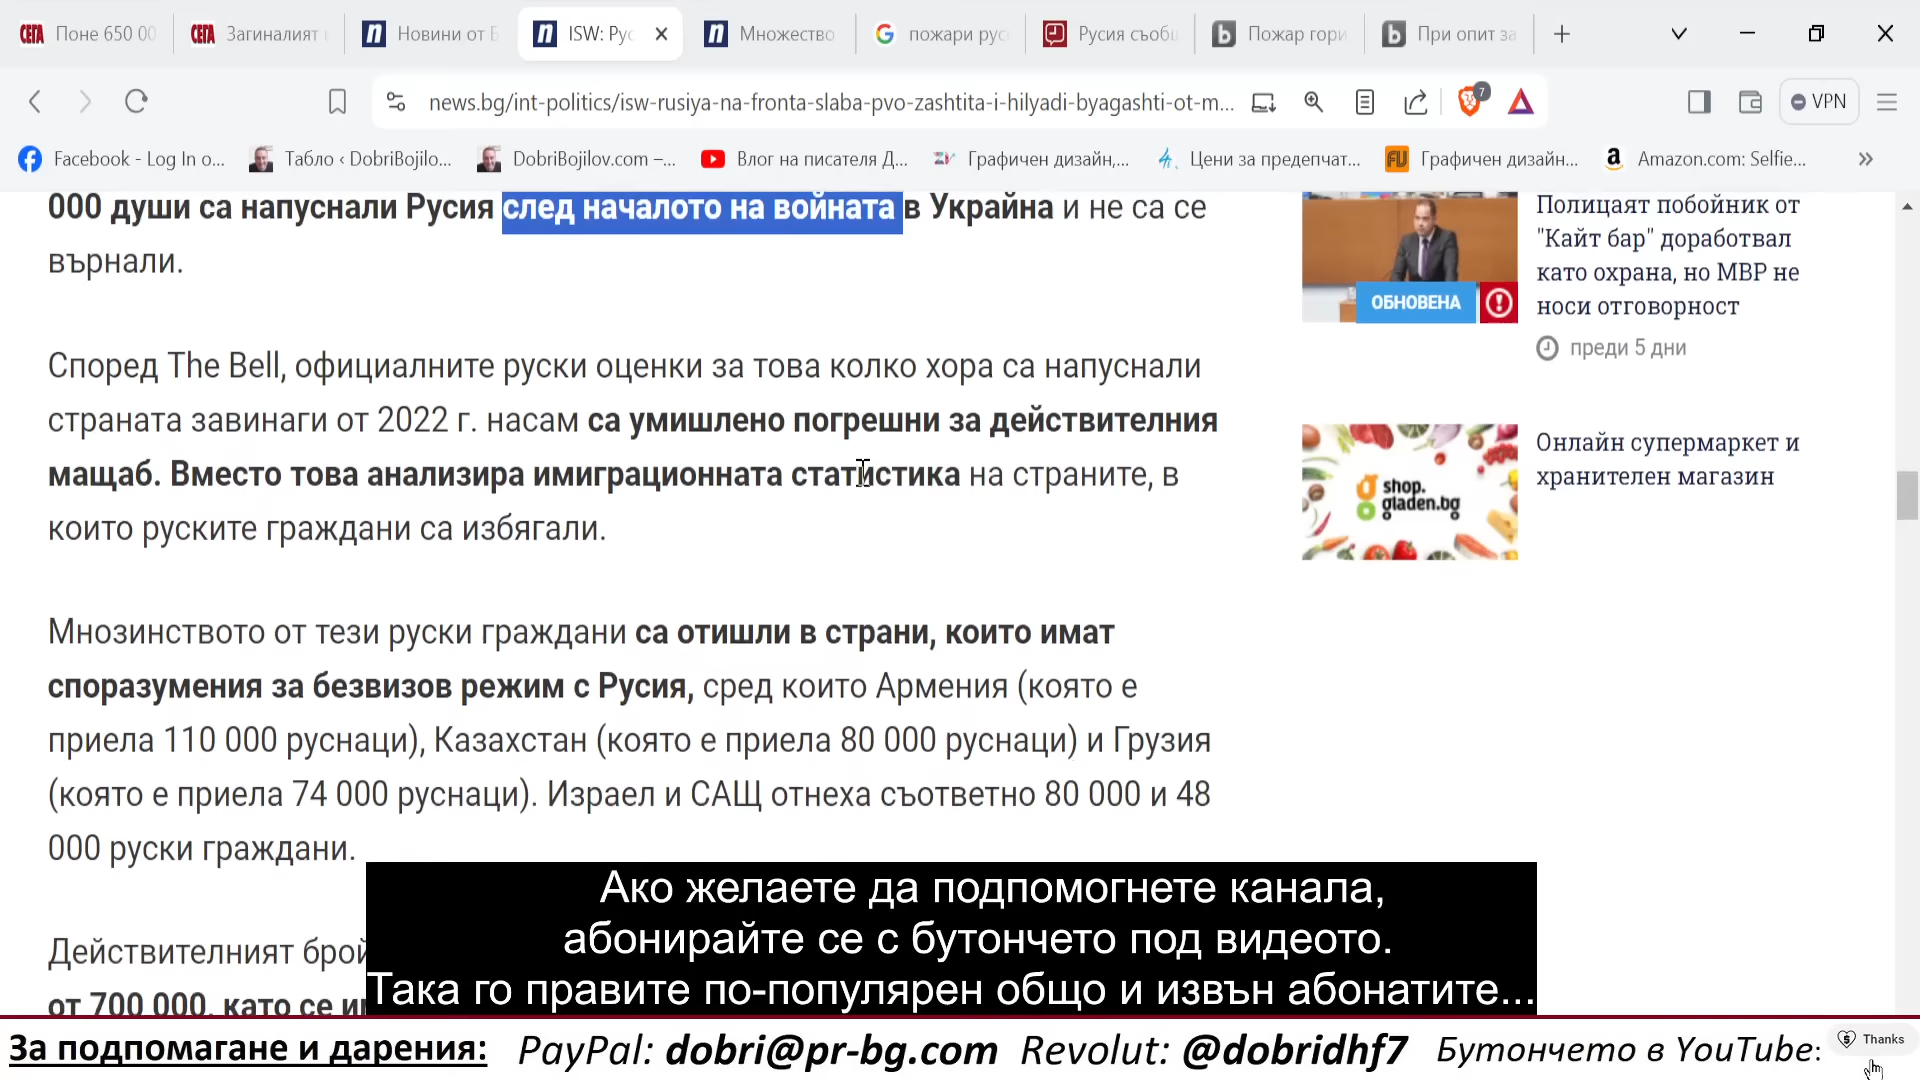 СЕГА Поне 650 00
СЕГА Загиналият
n Новини от Б
n ISW: Рус
n Множество
G пожари рус
Русия съобщ
b Пожар гори
b При опит за
news.bg/int-politics/isw-rusiya-na-fronta-slaba-pvo-zashtita-i-hilyadi-byagashti-ot-m...
7
VPN
Facebook - Log In o...
Табло ‹ DobriBojilo...
DobriBojilov.com –...
Влог на писателя Д...
Графичен дизайн,...
Цени за предпечат...
FU Графичен дизайн...
Amazon.com: Selfie...
000 души са напуснали Русия след началото на войната в Украйна и не са се
върнали.
Според The Bell, официалните руски оценки за това колко хора са напуснали
страната завинаги от 2022 г. насам са умишлено погрешни за действителния
мащаб. Вместо това анализира имиграционната статистика на страните, в
които руските граждани са избягали.
Мнозинството от тези руски граждани са отишли в страни, които имат
споразумения за безвизов режим с Русия, сред които Армения (която е
приела 110 000 руснаци), Казахстан (която е приела 80 000 руснаци) и Грузия
(която е приела 74 000 руснаци). Израел и САЩ отнеха съответно 80 000 и 48
000 руски граждани.
Действителният брой
от 700 000, като се
ОБНОВЕНА
Полицаят побойник от
"Кайт бар" доработвал
като охрана, но МВР не
носи отговорност
преди 5 дни
shop.
gladen.bg
Онлайн супермаркет и
хранителен магазин
Ако желаете да подпомогнете канала,
абонирайте се с бутончето под видеото.
Така го правите по-популярен общо и извън абонатите...
За подпомагане и дарения: PayPal: dobri@pr-bg.com Revolut: @dobridhf7 Бутончето в YouTube: Thanks